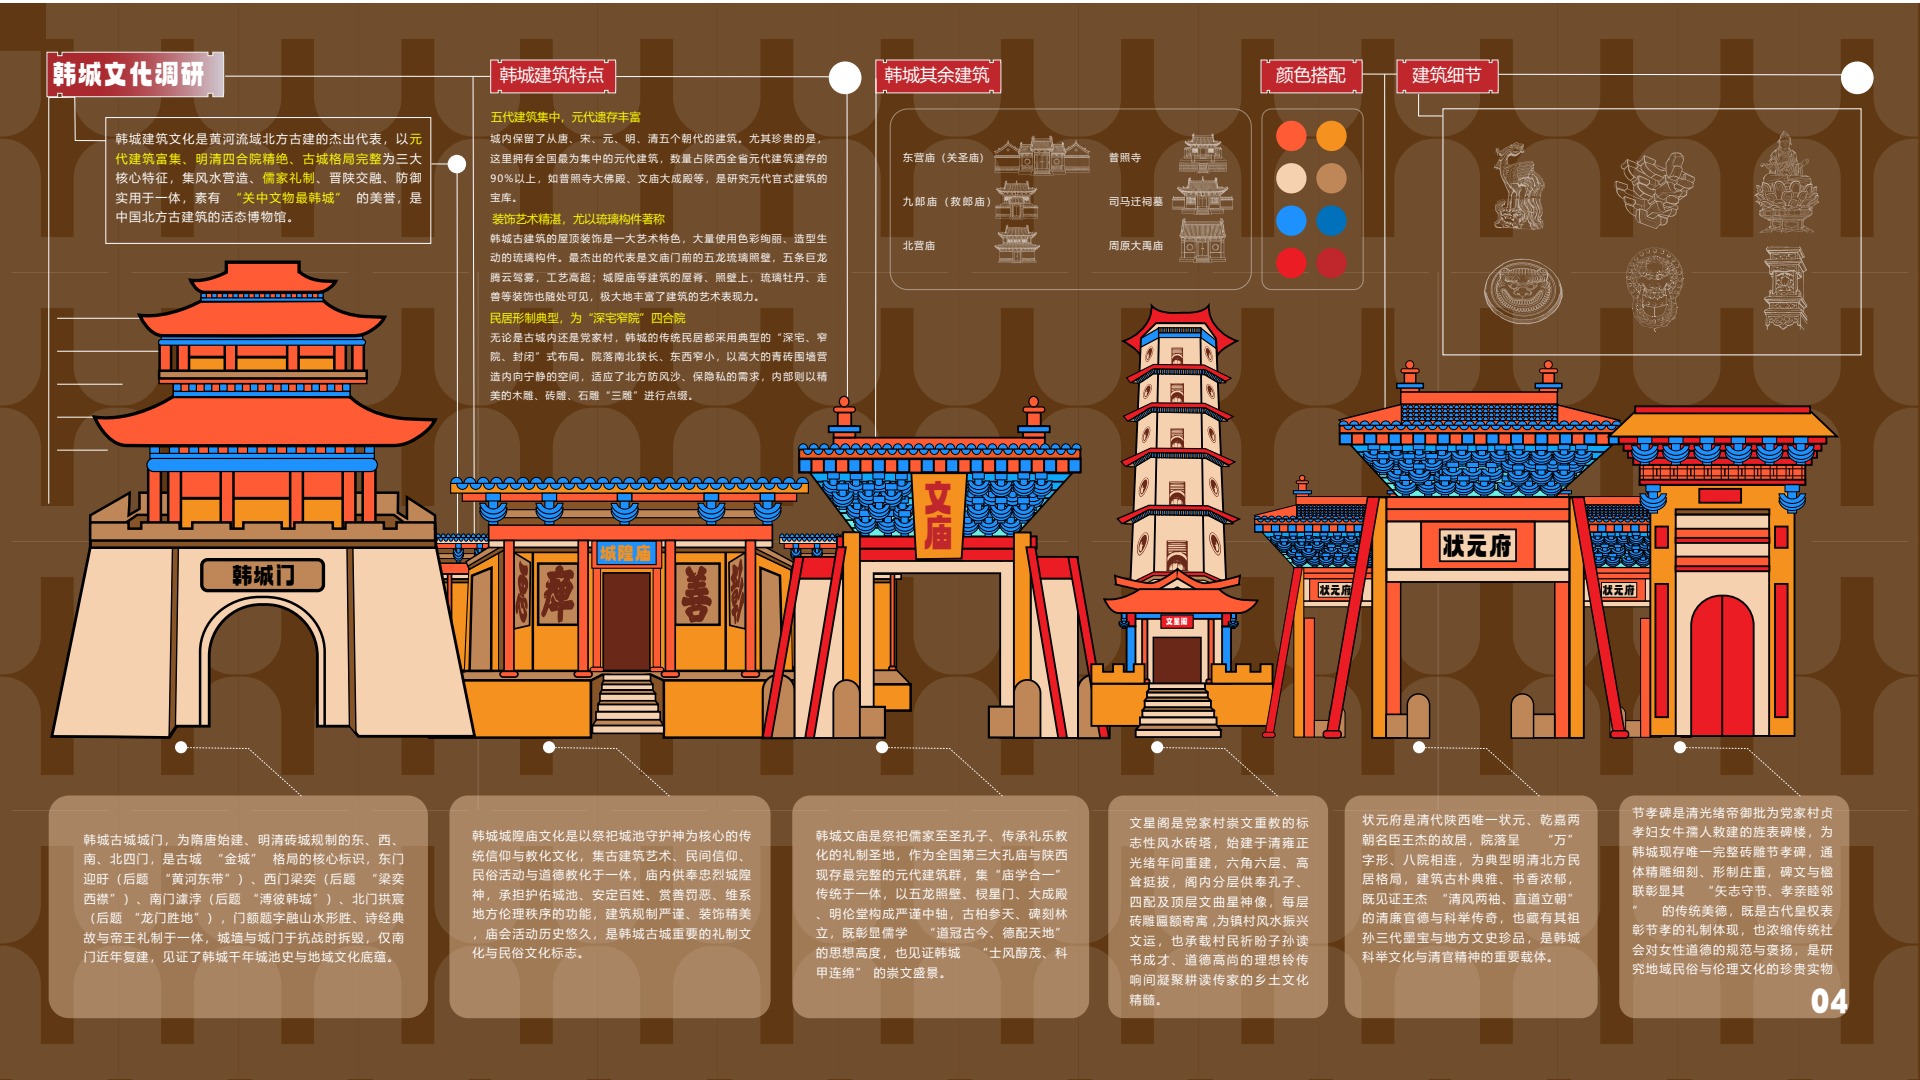 韩城文化调研
韩城建筑文化是黄河流域北方古建的杰出代表，以元
代建筑富集、明清四合院精绝、古城格局完整为三大
核心特征，集风水营造、儒家礼制、晋陕交融、防御
实用于一体，素有 “关中文物最韩城” 的美誉，是
中国北方古建筑的活态博物馆。
韩城建筑特点
五代建筑集中，元代遗存丰富
城内保留了从唐、宋、元、明、清五个朝代的建筑。尤其珍贵的是，
这里拥有全国最为集中的元代建筑，数量占陕西全省元代建筑遗存的
90%以上，如普照寺大佛殿、文庙大成殿等，是研究元代官式建筑的
宝库。
装饰艺术精湛，尤以琉璃构件著称
韩城古建筑的屋顶装饰是一大艺术特色，大量使用色彩绚丽、造型生
动的琉璃构件。最杰出的代表是文庙门前的五龙琉璃照壁，五条巨龙
腾云驾雾，工艺高超；城隍庙等建筑的屋脊、照壁上，琉璃牡丹、走
兽等装饰也随处可见，极大地丰富了建筑的艺术表现力。
民居形制典型，为“深宅窄院”四合院
无论是古城内还是党家村，韩城的传统民居都采用典型的“深宅、窄
院、封闭”式布局。院落南北狭长、东西窄小，以高大的青砖围墙营
造内向宁静的空间，适应了北方防风沙、保隐私的需求，内部则以精
美的木雕、砖雕、石雕“三雕”进行点缀。
韩城其余建筑
东营庙（关圣庙）
普照寺
九郎庙（救郎庙）
司马迁祠墓
北营庙
周原大禹庙
颜色搭配
建筑细节
韩城门
城隍庙
瘅
善
文庙
文星阁
状元府
状元府
状元府
韩城古城城门，为隋唐始建、明清砖城规制的东、西、
南、北四门，是古城 “金城” 格局的核心标识，东门
迎旴（后题 “黄河东带”）、西门梁奕（后题 “梁奕
西襟”）、南门濂滹（后题 “溥彼韩城”）、北门拱宸
（后题 “龙门胜地”），门额题字融山水形胜、诗经典
故与帝王礼制于一体，城墙与城门于抗战时拆毁，仅南
门近年复建，见证了韩城千年城池史与地域文化底蕴。
韩城城隍庙文化是以祭祀城池守护神为核心的传
统信仰与教化文化，集古建筑艺术、民间信仰、
民俗活动与道德教化于一体，庙内供奉忠烈城隍
神，承担护佑城池、安定百姓、赏善罚恶、维系
地方伦理秩序的功能，建筑规制严谨、装饰精美
，庙会活动历史悠久，是韩城古城重要的礼制文
化与民俗文化标志。
韩城文庙是祭祀儒家至圣孔子、传承礼乐教
化的礼制圣地，作为全国第三大孔庙与陕西
现存最完整的元代建筑群，集 “庙学合一”
传统于一体，以五龙照壁、棂星门、大成殿
、明伦堂构成严谨中轴，古柏参天、碑刻林
立，既彰显儒学 “道冠古今、德配天地”
的思想高度，也见证韩城 “士风醇茂、科
甲连绵” 的崇文盛景。
文星阁是党家村崇文重教的标
志性风水砖塔，始建于清雍正
光绪年间重建，六角六层、高
耸挺拔，阁内分层供奉孔子、
四配及顶层文曲星神像，每层
砖雕匾额寄寓 ,为镇村风水振兴
文运，也承载村民祈盼子孙读
书成才、道德高尚的理想铃传
响间凝聚耕读传家的乡土文化
精髓。
状元府是清代陕西唯一状元、乾嘉两
朝名臣王杰的故居，院落呈 “万”
字形、八院相连，为典型明清北方民
居格局，建筑古朴典雅、书香浓郁，
既见证王杰 “清风两袖、直道立朝”
的清廉官德与科举传奇，也藏有其祖
孙三代墨宝与地方文史珍品，是韩城
科举文化与清官精神的重要载体。
节孝碑是清光绪帝御批为党家村贞
孝妇女牛孺人敕建的旌表碑楼，为
韩城现存唯一完整砖雕节孝碑，通
体精雕细刻、形制庄重，碑文与楹
联彰显其 “矢志守节、孝亲睦邻
” 的传统美德，既是古代皇权表
彰节孝的礼制体现，也浓缩传统社
会对女性道德的规范与褒扬，是研
究地域民俗与伦理文化的珍贵实物
04